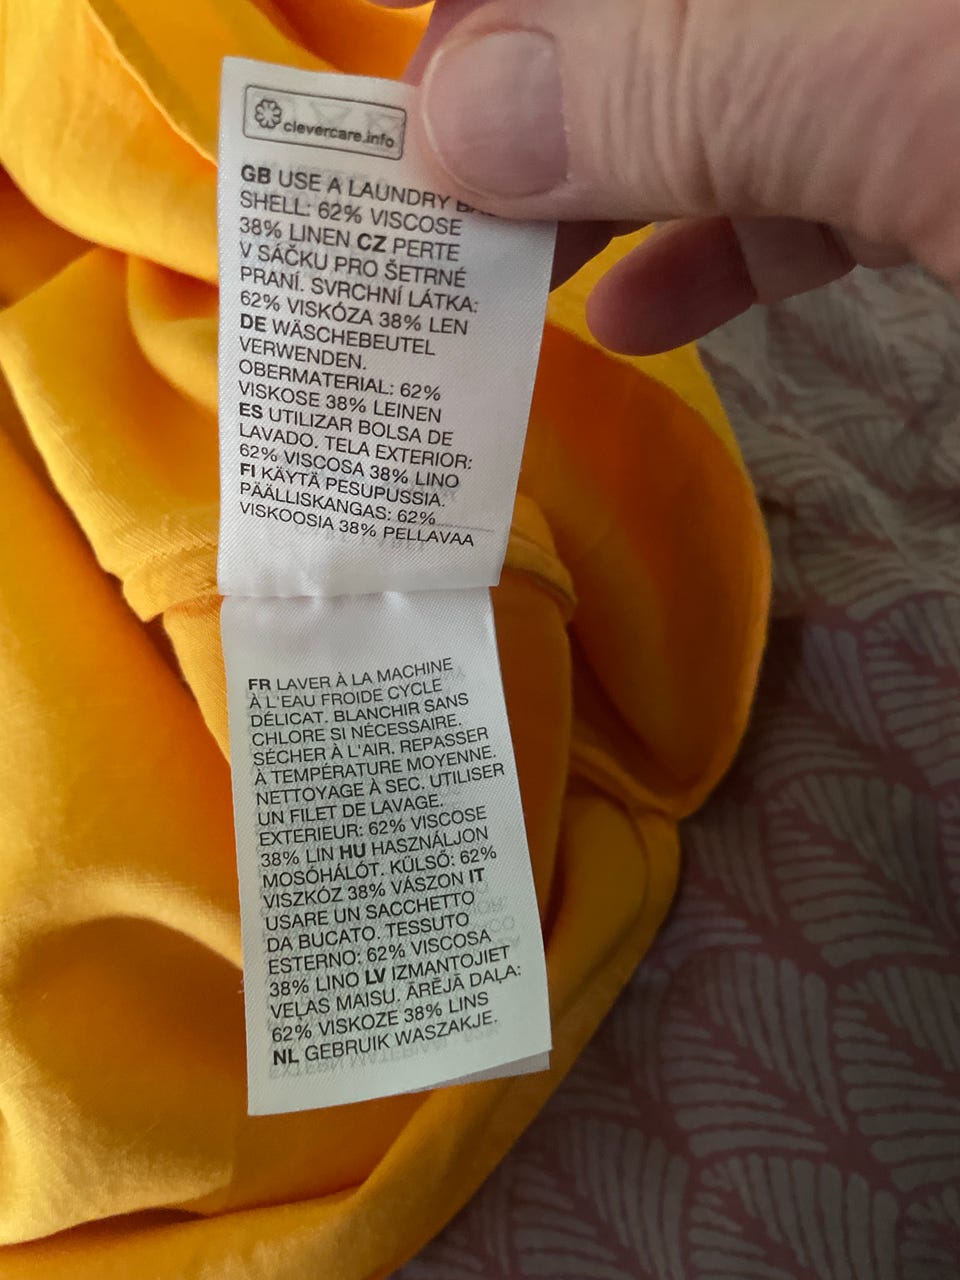 clevercare.info
GB USE A LAUNDRY
SHELL: 62% VISCOSE
38% LINEN CZ PERTE
V SÁČKU PRO ŠETRNÉ
PRANÍ. SVRCHNÍ LÁTKA:
62% VISKÓZA 38% LEN
DE WÄSCHEBEUTEL
VERWENDEN.
OBERMATERIAL: 62%
VISKOSE 38% LEINEN
ES UTILIZAR BOLSA DE
LAVADO. TELA EXTERIOR:
62% VISCOSA 38% LINO
FI KÄYTÄ PESUPUSSIA.
PÄÄLLISKANGAS: 62%
VISKOOSIA 38% PELLAVAA
FR LAVER À LA MACHINE
À L'EAU FROIDE CYCLE
DÉLICAT. BLANCHIR SANS
CHLORE SI NÉCESSAIRE.
SÉCHER À L'AIR. REPASSER
À TEMPÉRATURE MOYENNE.
NETTOYAGE À SEC. UTILISER
UN FILET DE LAVAGE.
EXTERIEUR: 62% VISCOSE
38% LIN HU HASZNÁLJON
MOSÓHÁLÓT. KÜLSŐ: 62%
VISZKÓZ 38% VÁSZON IT
USARE UN SACCHETTO
DA BUCATO. TESSUTO
ESTERNO: 62% VISCOSA
38% LINO LV IZMANTOJIET
VEĻAS MAISU. ĀRĒJĀ DAĻA:
62% VISKOZE 38% LINS
NL GEBRUIK WASZAKJE.